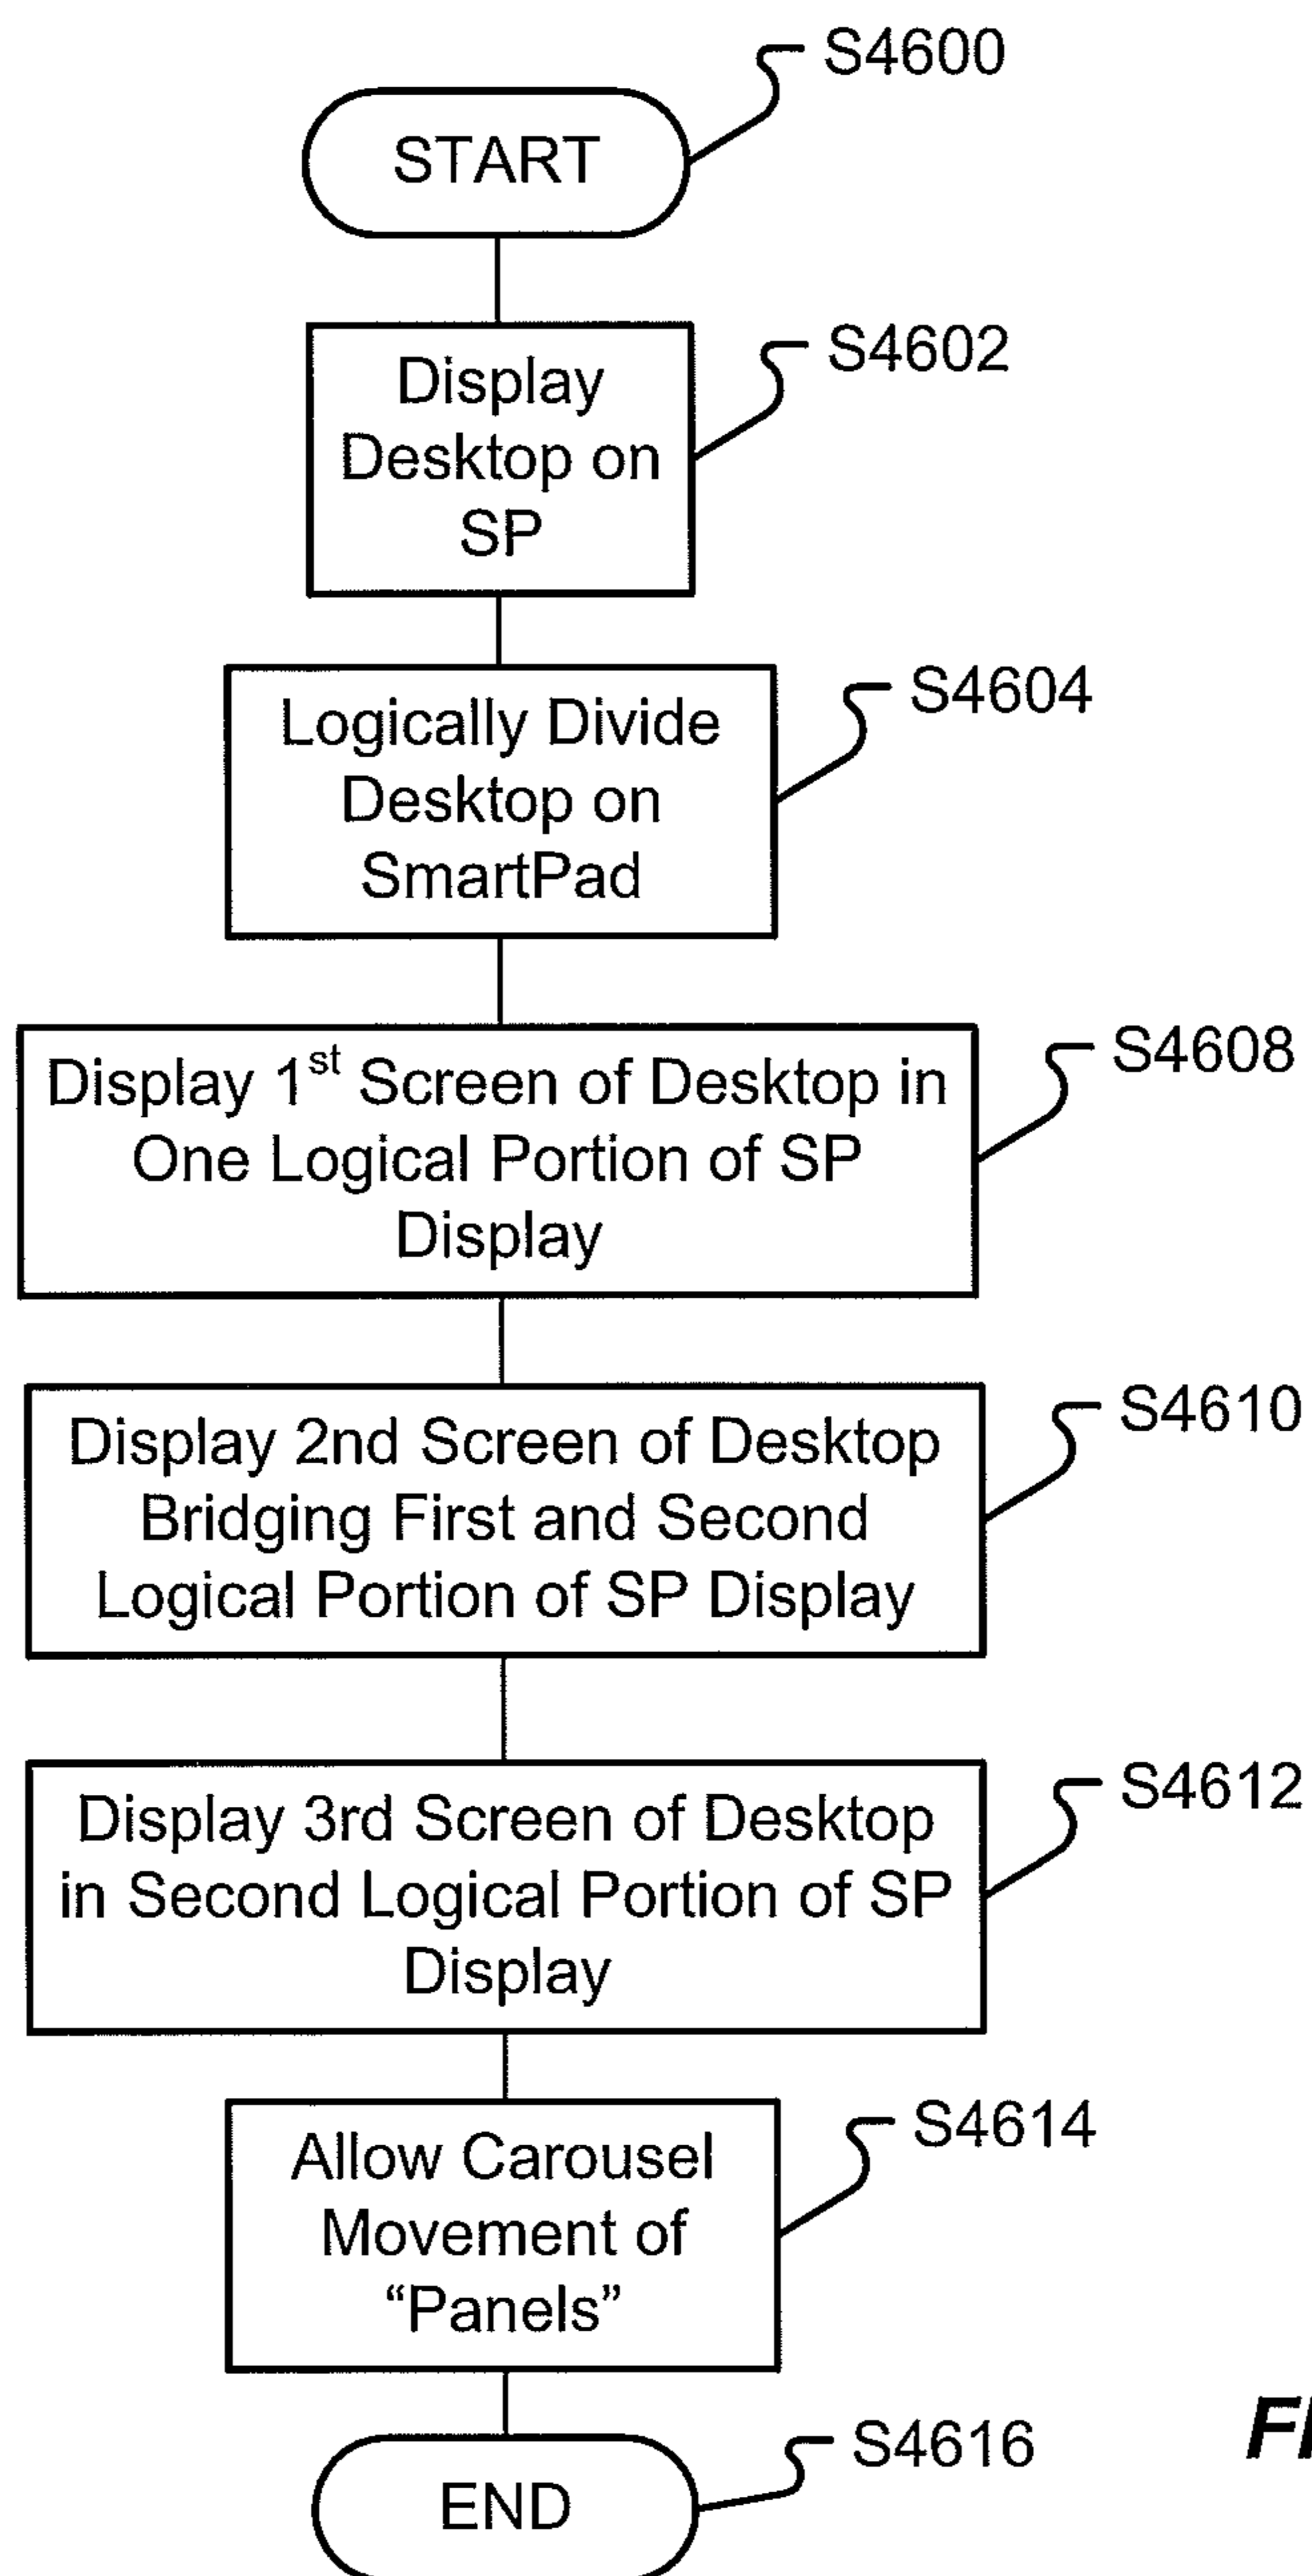 S4600
START
S4602
Display
Desktop on
SP
S4604
Logically Divide
Desktop on
SmartPad
S4608
Display 1st Screen of Desktop in
One Logical Portion of SP
Display
S4610
Display 2nd Screen of Desktop
Bridging First and Second
Logical Portion of SP Display
S4612
Display 3rd Screen of Desktop
in Second Logical Portion of SP
Display
S4614
Allow Carousel
Movement of
“Panels”
S4616
END